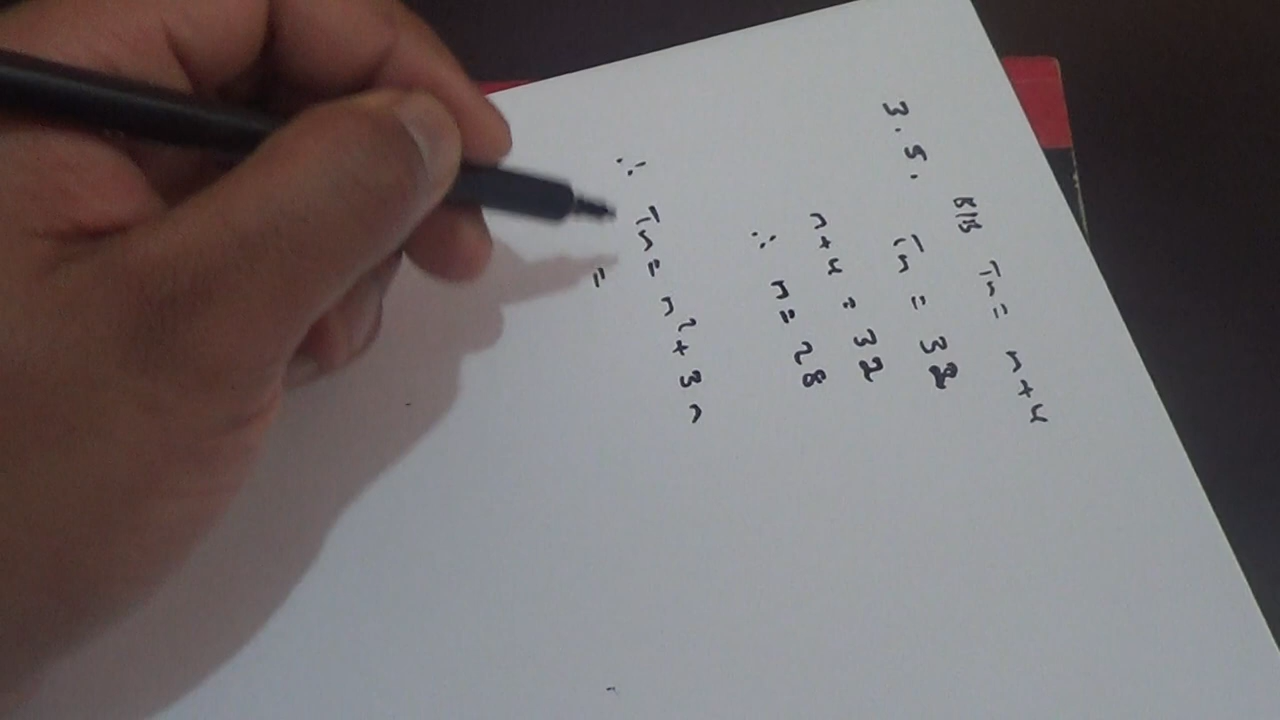 3.5.
B/B Tn = n+4
Tn = 32
n+4 = 32
∴ n = 28
∴ Tn = n²+3n
=